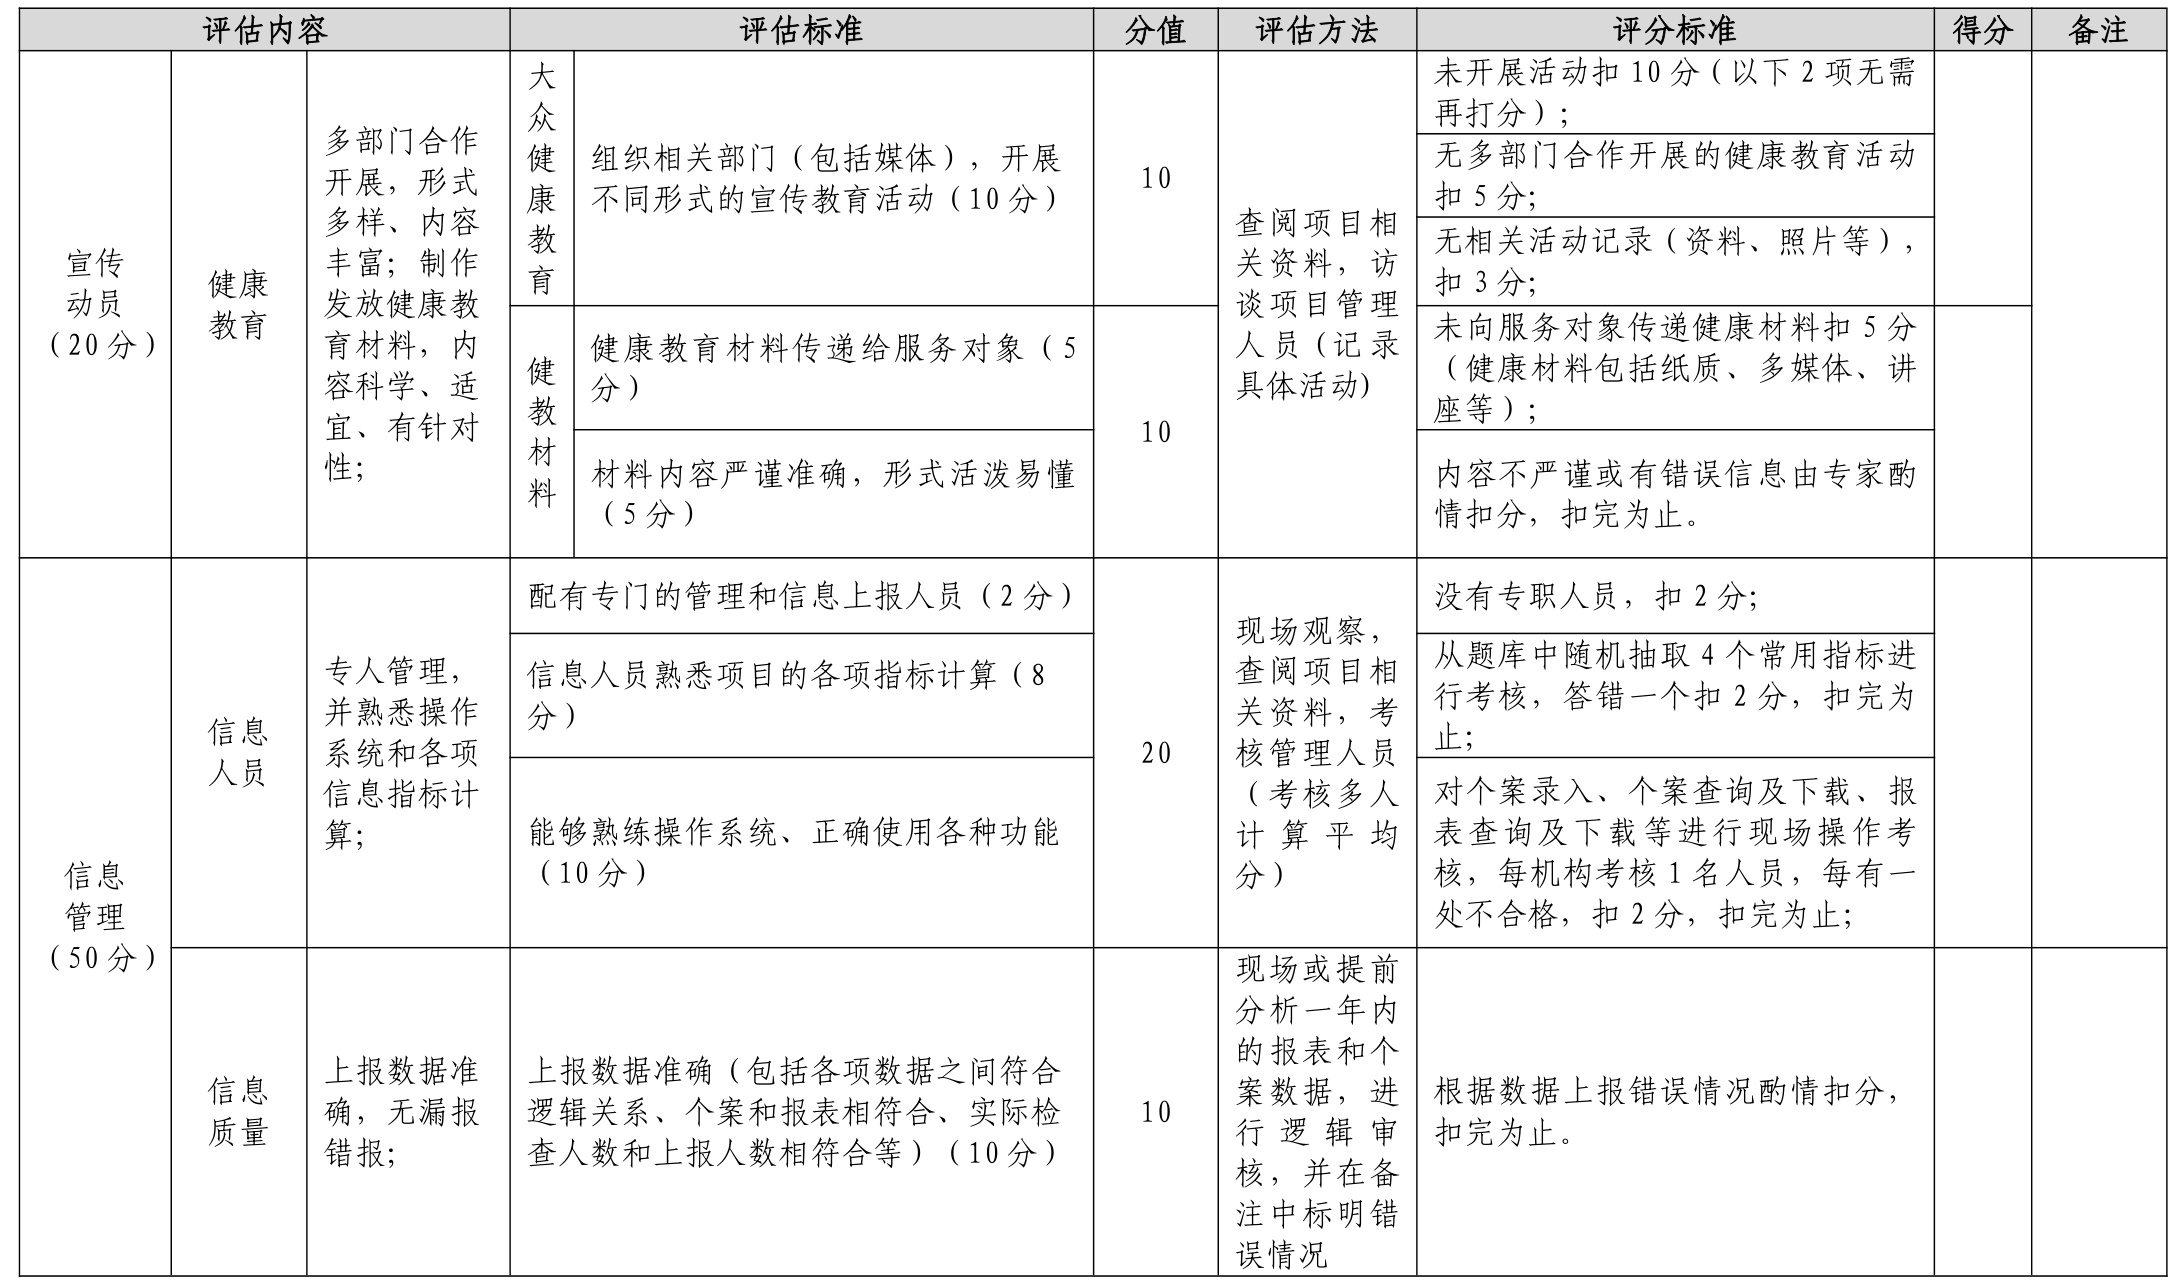 评估内容
评估标准
分值
评估方法
评分标准
得分
备注
宣传
动员
（20分）
健康
教育
多部门合作
开展，形式
多样、内容
丰富；制作
发放健康教
育材料，内
容科学、适
宜、有针对
性；
大
众
健
康
教
育
组织相关部门（包括媒体），开展
不同形式的宣传教育活动（10分）
10
查阅项目相
关资料，访
谈项目管理
人员(记录
具体活动)
未开展活动扣10分（以下2项无需
再打分）；
无多部门合作开展的健康教育活动
扣5分；
无相关活动记录（资料、照片等），
扣3分；
健
教
材
料
健康教育材料传递给服务对象（5
分）
10
未向服务对象传递健康材料扣5分
（健康材料包括纸质、多媒体、讲
座等）；
材料内容严谨准确，形式活泼易懂
（5分）
内容不严谨或有错误信息由专家酌
情扣分，扣完为止。
信息
管理
（50分）
信息
人员
专人管理，
并熟悉操作
系统和各项
信息指标计
算；
配有专门的管理和信息上报人员（2分）
20
现场观察，
查阅项目相
关资料，考
核管理人员
（考核多人
计算平均
分）
没有专职人员，扣2分；
信息人员熟悉项目的各项指标计算（8
分）
从题库中随机抽取4个常用指标进
行考核，答错一个扣2分，扣完为
止；
能够熟练操作系统、正确使用各种功能
（10分）
对个案录入、个案查询及下载、报
表查询及下载等进行现场操作考
核，每机构考核1名人员，每有一
处不合格，扣2分，扣完为止；
信息
质量
上报数据准
确，无漏报
错报；
上报数据准确（包括各项数据之间符合
逻辑关系、个案和报表相符合、实际检
查人数和上报人数相符合等）（10分）
10
现场或提前
分析一年内
的报表和个
案数据，进
行逻辑审
核，并在备
注中标明错
误情况
根据数据上报错误情况酌情扣分，
扣完为止。